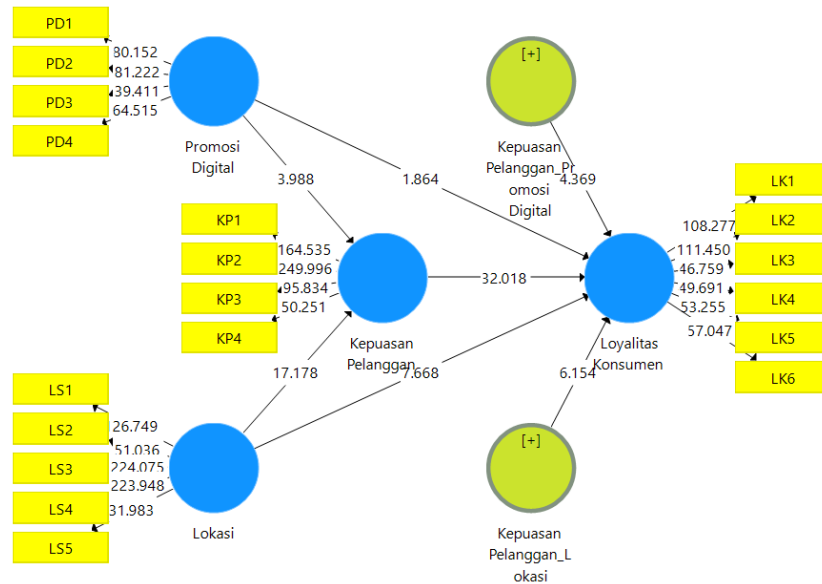 PD1
PD2
PD3
PD4
80.152
81.222
39.411
64.515
Promosi
Digital
[+]
Kepuasan
Pelanggan_Pr
omosi
Digital
3.988
1.864
4.369
KP1
KP2
KP3
KP4
164.535
249.996
95.834
50.251
Kepuasan
Pelanggan
32.018
LK1
LK2
LK3
LK4
LK5
LK6
108.277
111.450
46.759
49.691
53.255
57.047
Loyalitas
Konsumen
17.178
7.668
6.154
LS1
LS2
LS3
LS4
LS5
26.749
51.036
224.075
223.948
31.983
Lokasi
[+]
Kepuasan
Pelanggan_L
okasi